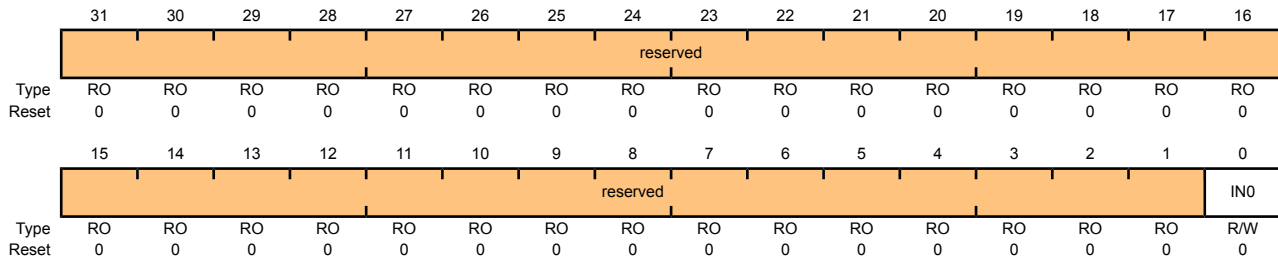 31 30 29 28 27 26 25 24 23 22 21 20 19 18 17 16
reserved
Type RO RO RO RO RO RO RO RO RO RO RO RO RO RO RO RO
Reset 0 0 0 0 0 0 0 0 0 0 0 0 0 0 0 0
15 14 13 12 11 10 9 8 7 6 5 4 3 2 1 0
reserved IN0
Type RO RO RO RO RO RO RO RO RO RO RO RO RO RO RO R/W
Reset 0 0 0 0 0 0 0 0 0 0 0 0 0 0 0 0